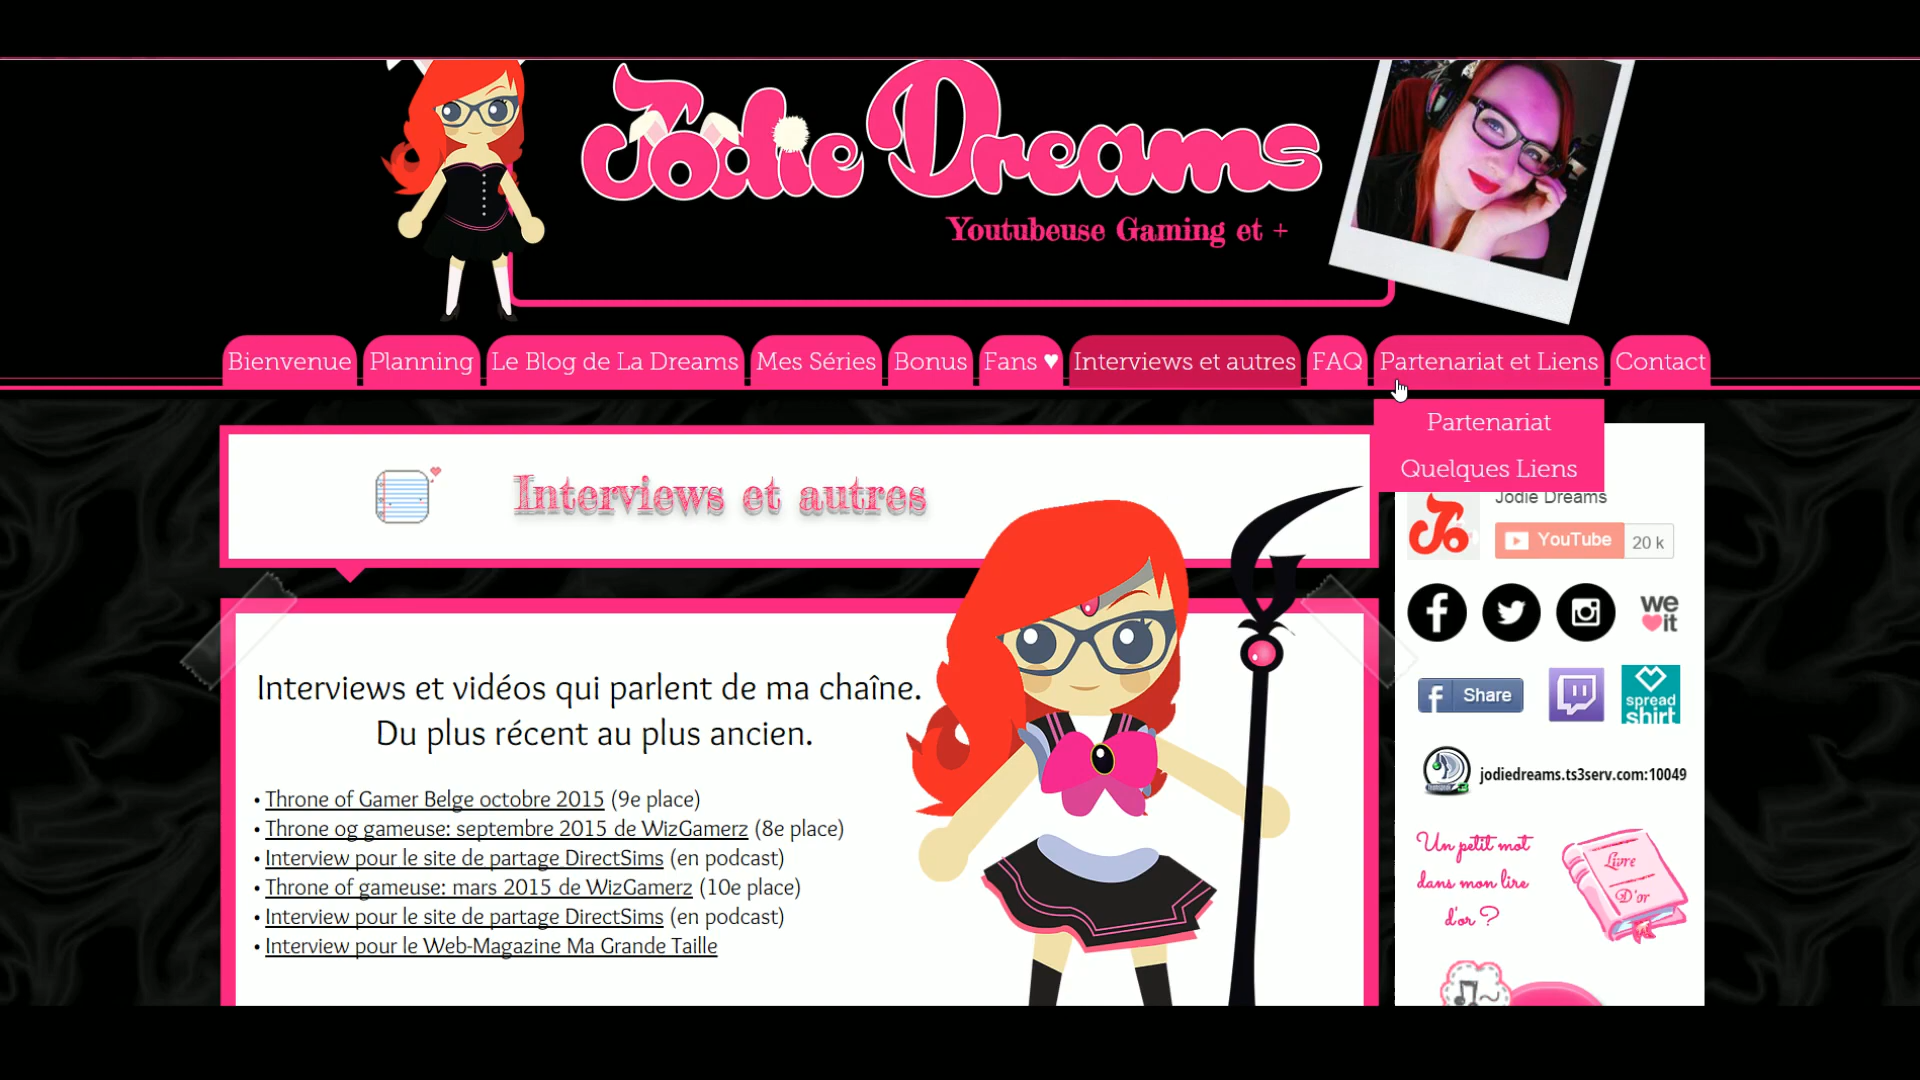 Jodie Dreams
Youtubeuse Gaming et +
Bienvenue
Planning
Le Blog de La Dreams
Mes Séries
Bonus
Fans ♥
Interviews et autres
FAQ
Partenariat et Liens
Contact
Partenariat
Quelques Liens
Interviews et autres
Jodie Dreams
Jo
YouTube
20 k
we
it
Share
spread
shirt
jodiedreams.ts3serv.com:10049
Un petit mot
dans mon lire
d'or ?
Livre
D'or
Interviews et vidéos qui parlent de ma chaîne.
Du plus récent au plus ancien.
• Throne of Gamer Belge octobre 2015 (9e place)
• Throne og gameuse: septembre 2015 de WizGamerz (8e place)
• Interview pour le site de partage DirectSims (en podcast)
• Throne of gameuse: mars 2015 de WizGamerz (10e place)
• Interview pour le site de partage DirectSims (en podcast)
• Interview pour le Web-Magazine Ma Grande Taille